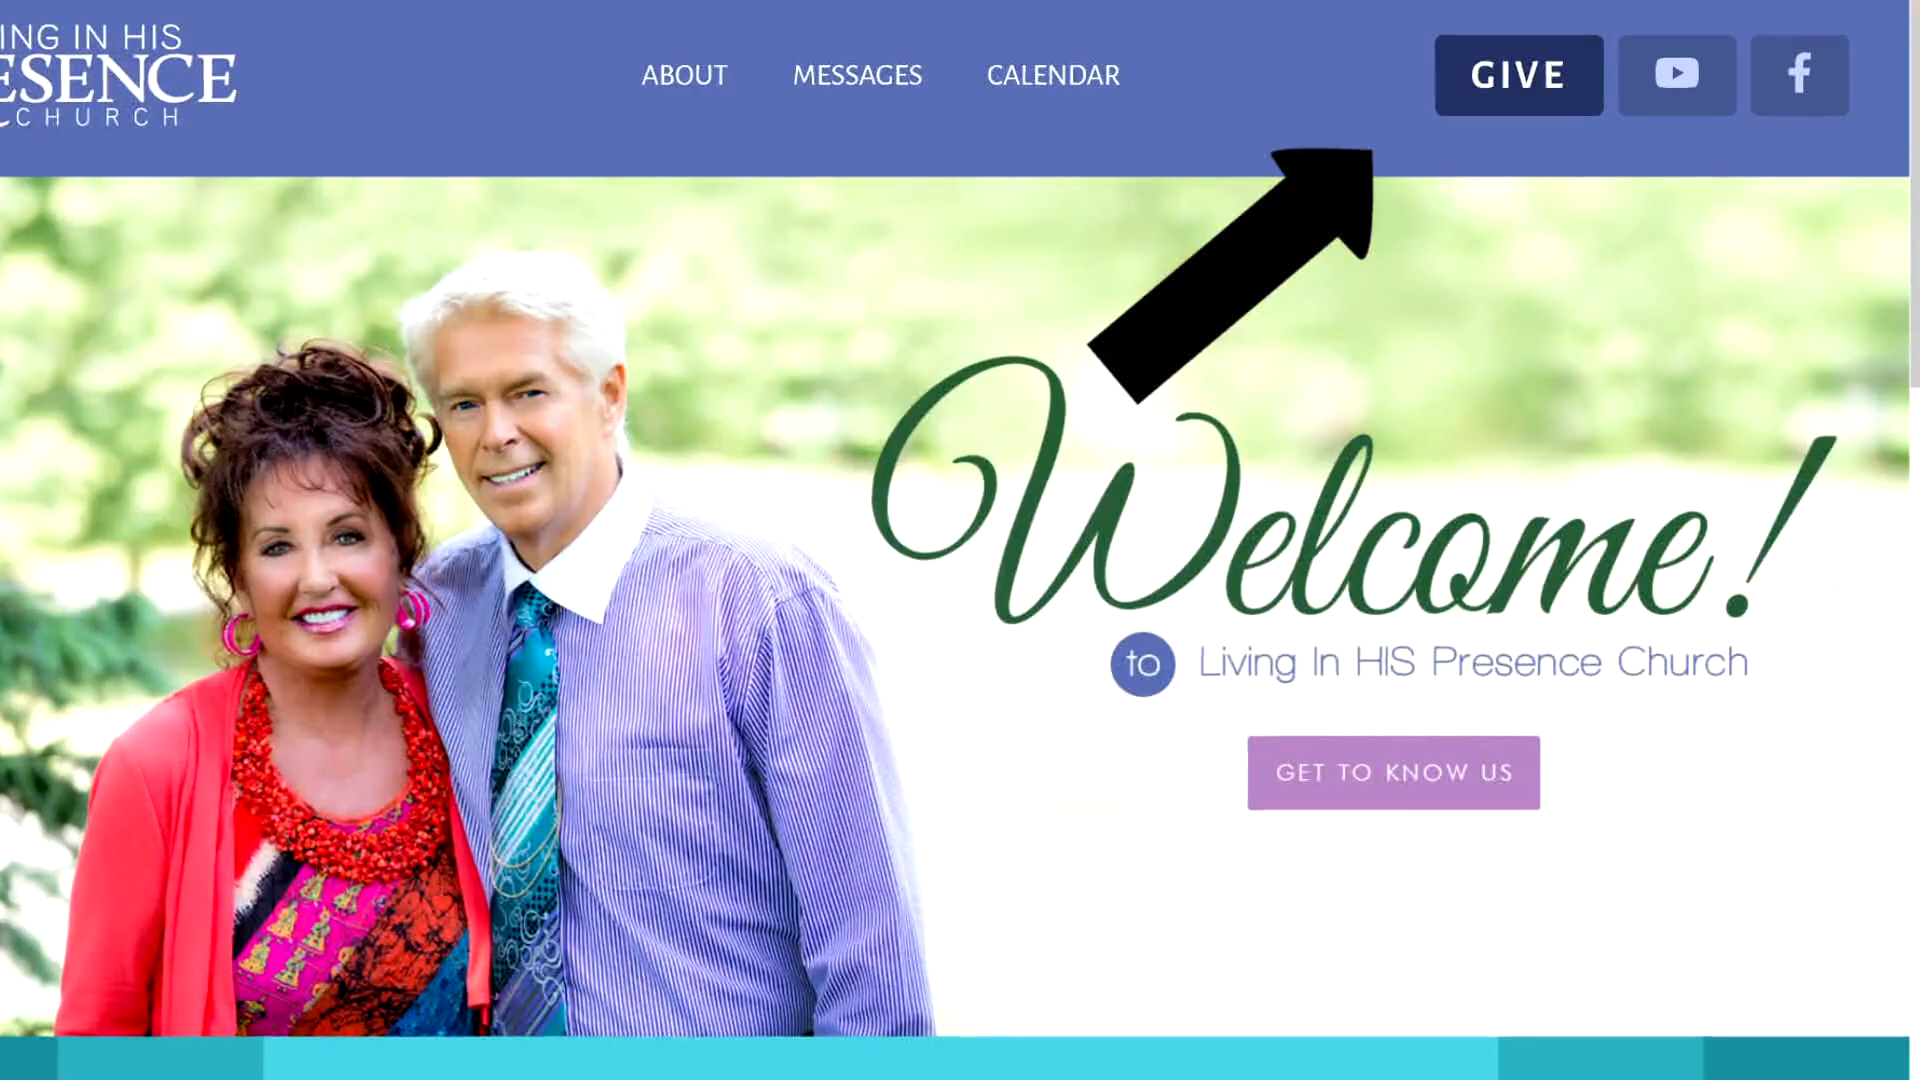 ING IN HIS
ESENCE
CHURCH
ABOUT
MESSAGES
CALENDAR
GIVE
Welcome!
to Living In HIS Presence Church
GET TO KNOW US